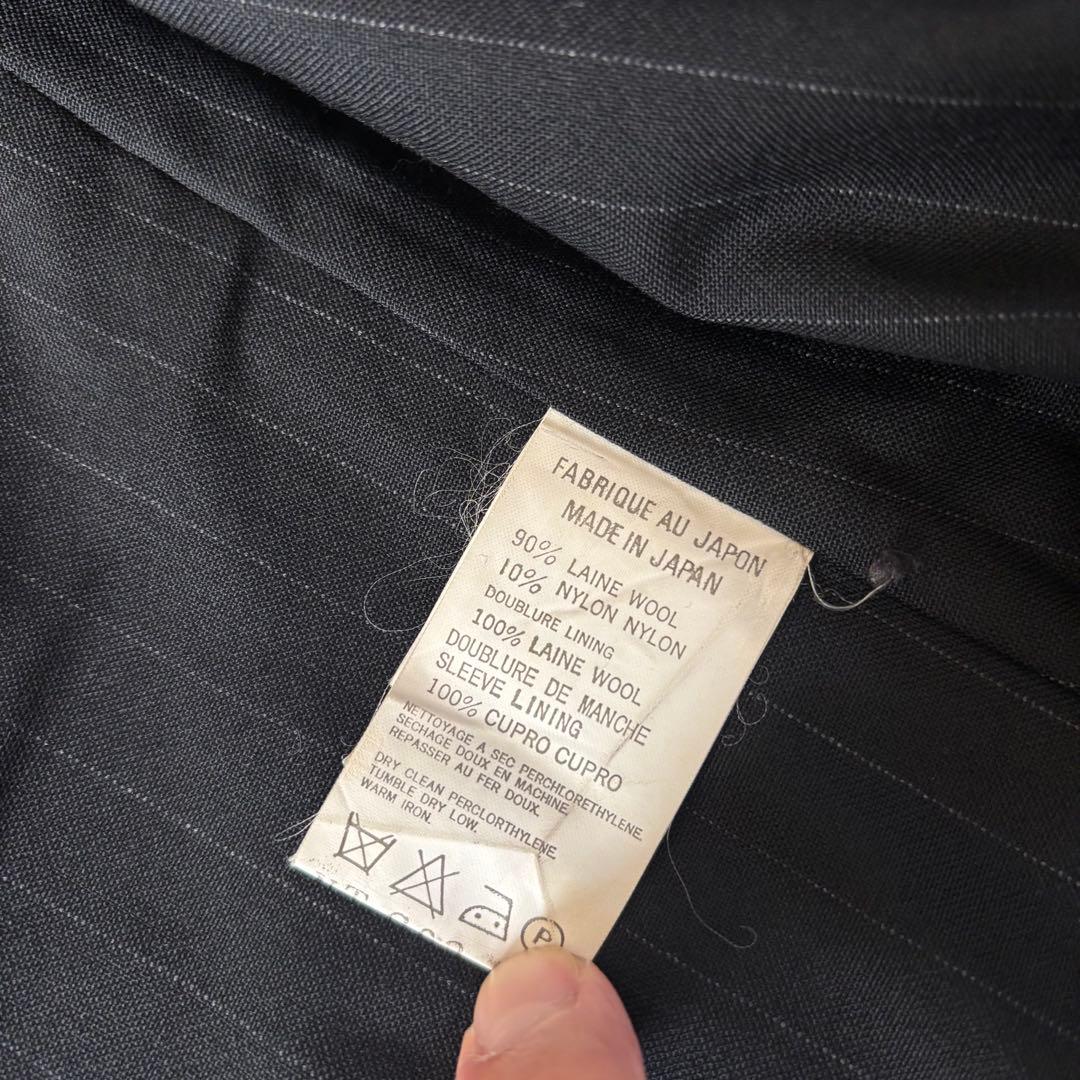 FABRIQUE AU JAPON
MADE IN JAPAN
90% LAINE WOOL
10% NYLON NYLON
DOUBLURE LINING
100% LAINE WOOL
DOUBLURE DE MANCHE
SLEEVE LINING
100% CUPRO CUPRO
NETTOYAGE A SEC PERCHLORETHYLENE.
SECHAGE DOUX EN MACHINE
REPASSER AU FER DOUX.
DRY CLEAN PERCLORTHYLENE.
TUMBLE DRY LOW.
WARM IRON.
P